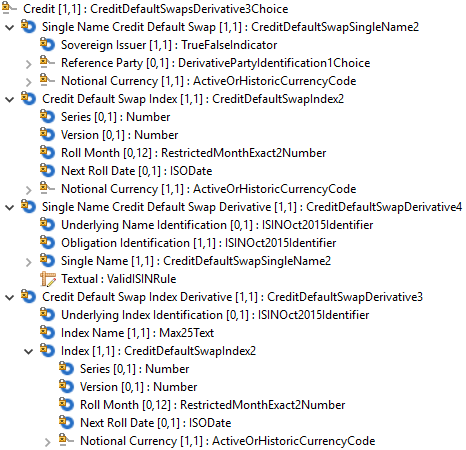 Credit [1,1] : CreditDefaultSwapsDerivative3Choice
Single Name Credit Default Swap [1,1] : CreditDefaultSwapSingleName2
Sovereign Issuer [1,1] : TrueFalseIndicator
Reference Party [0,1] : DerivativePartyIdentification1Choice
Notional Currency [1,1] : ActiveOrHistoricCurrencyCode
Credit Default Swap Index [1,1] : CreditDefaultSwapIndex2
Series [0,1] : Number
Version [0,1] : Number
Roll Month [0,12] : RestrictedMonthExact2Number
Next Roll Date [0,1] : ISODate
Notional Currency [1,1] : ActiveOrHistoricCurrencyCode
Single Name Credit Default Swap Derivative [1,1] : CreditDefaultSwapDerivative4
Underlying Name Identification [0,1] : ISINOct2015Identifier
Obligation Identification [1,1] : ISINOct2015Identifier
Single Name [1,1] : CreditDefaultSwapSingleName2
Textual : ValidISINRule
Credit Default Swap Index Derivative [1,1] : CreditDefaultSwapDerivative3
Underlying Index Identification [0,1] : ISINOct2015Identifier
Index Name [1,1] : Max25Text
Index [1,1] : CreditDefaultSwapIndex2
Series [0,1] : Number
Version [0,1] : Number
Roll Month [0,12] : RestrictedMonthExact2Number
Next Roll Date [0,1] : ISODate
Notional Currency [1,1] : ActiveOrHistoricCurrencyCode